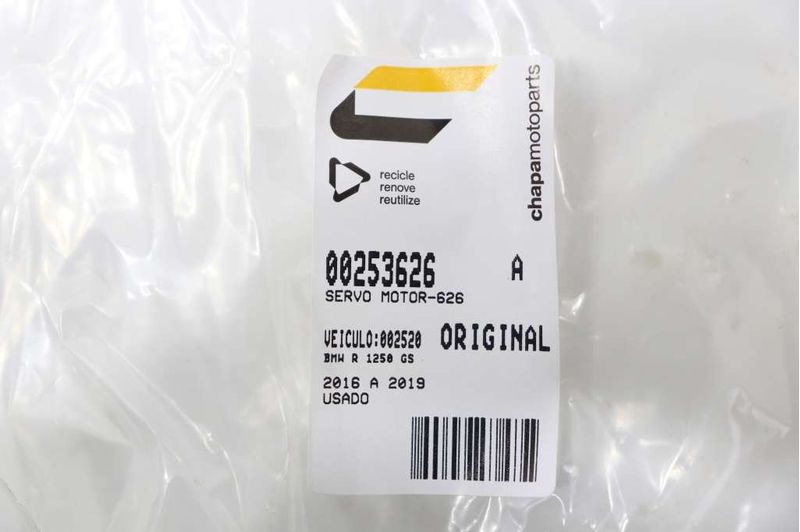 chapamotoparts
recicle
renove
reutilize
00253626 A
SERVO MOTOR-626
VEICULO:002520 ORIGINAL
BMW R 1250 GS
2016 A 2019
USADO